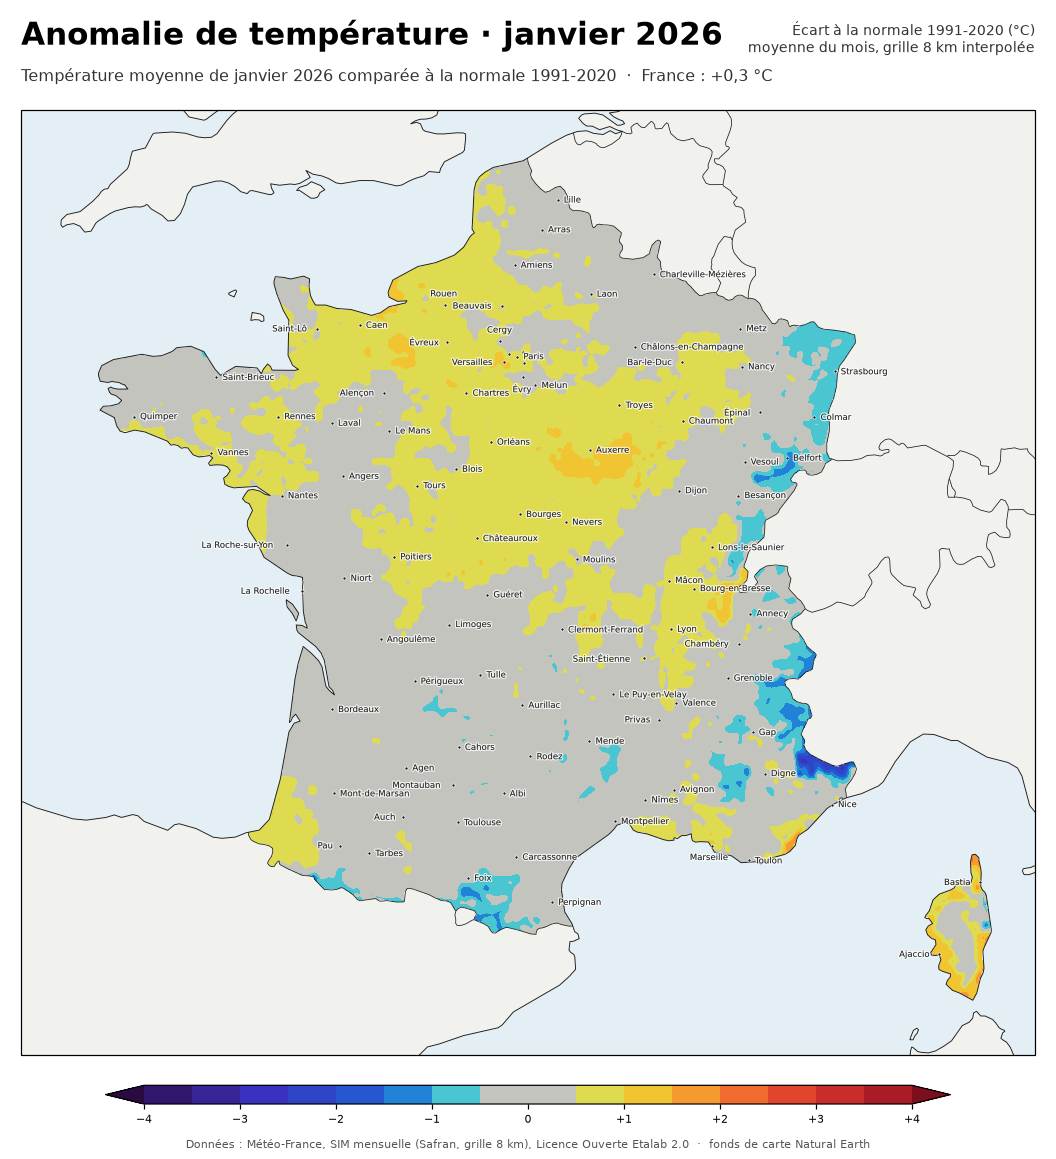 Anomalie de température · janvier 2026
Écart à la normale 1991-2020 (°C)
moyenne du mois, grille 8 km interpolée
Température moyenne de janvier 2026 comparée à la normale 1991-2020 · France : +0,3 °C
Lille
Arras
Amiens
Charleville-Mézières
Rouen
Beauvais
Laon
Saint-Lô
Caen
Évreux
Cergy
Metz
Versailles
Paris
Châlons-en-Champagne
Bar-le-Duc
Nancy
Strasbourg
Saint-Brieuc
Alençon
Chartres
Évry
Melun
Quimper
Rennes
Laval
Le Mans
Troyes
Chaumont
Épinal
Colmar
Vannes
Orléans
Auxerre
Vesoul
Belfort
Angers
Blois
Tours
Nantes
Dijon
Besançon
Bourges
Nevers
La Roche-sur-Yon
Châteauroux
Lons-le-Saunier
Poitiers
Moulins
Niort
Mâcon
La Rochelle
Guéret
Bourg-en-Bresse
Annecy
Limoges
Clermont-Ferrand
Lyon
Angoulême
Chambéry
Saint-Étienne
Périgueux
Tulle
Grenoble
Le Puy-en-Velay
Bordeaux
Aurillac
Valence
Privas
Gap
Cahors
Mende
Rodez
Agen
Digne
Montauban
Mont-de-Marsan
Albi
Avignon
Nîmes
Nice
Auch
Toulouse
Montpellier
Pau
Tarbes
Carcassonne
Marseille
Toulon
Foix
Bastia
Perpignan
Ajaccio
−4 −3 −2 −1 0 +1 +2 +3 +4
Données : Météo-France, SIM mensuelle (Safran, grille 8 km), Licence Ouverte Etalab 2.0 · fonds de carte Natural Earth